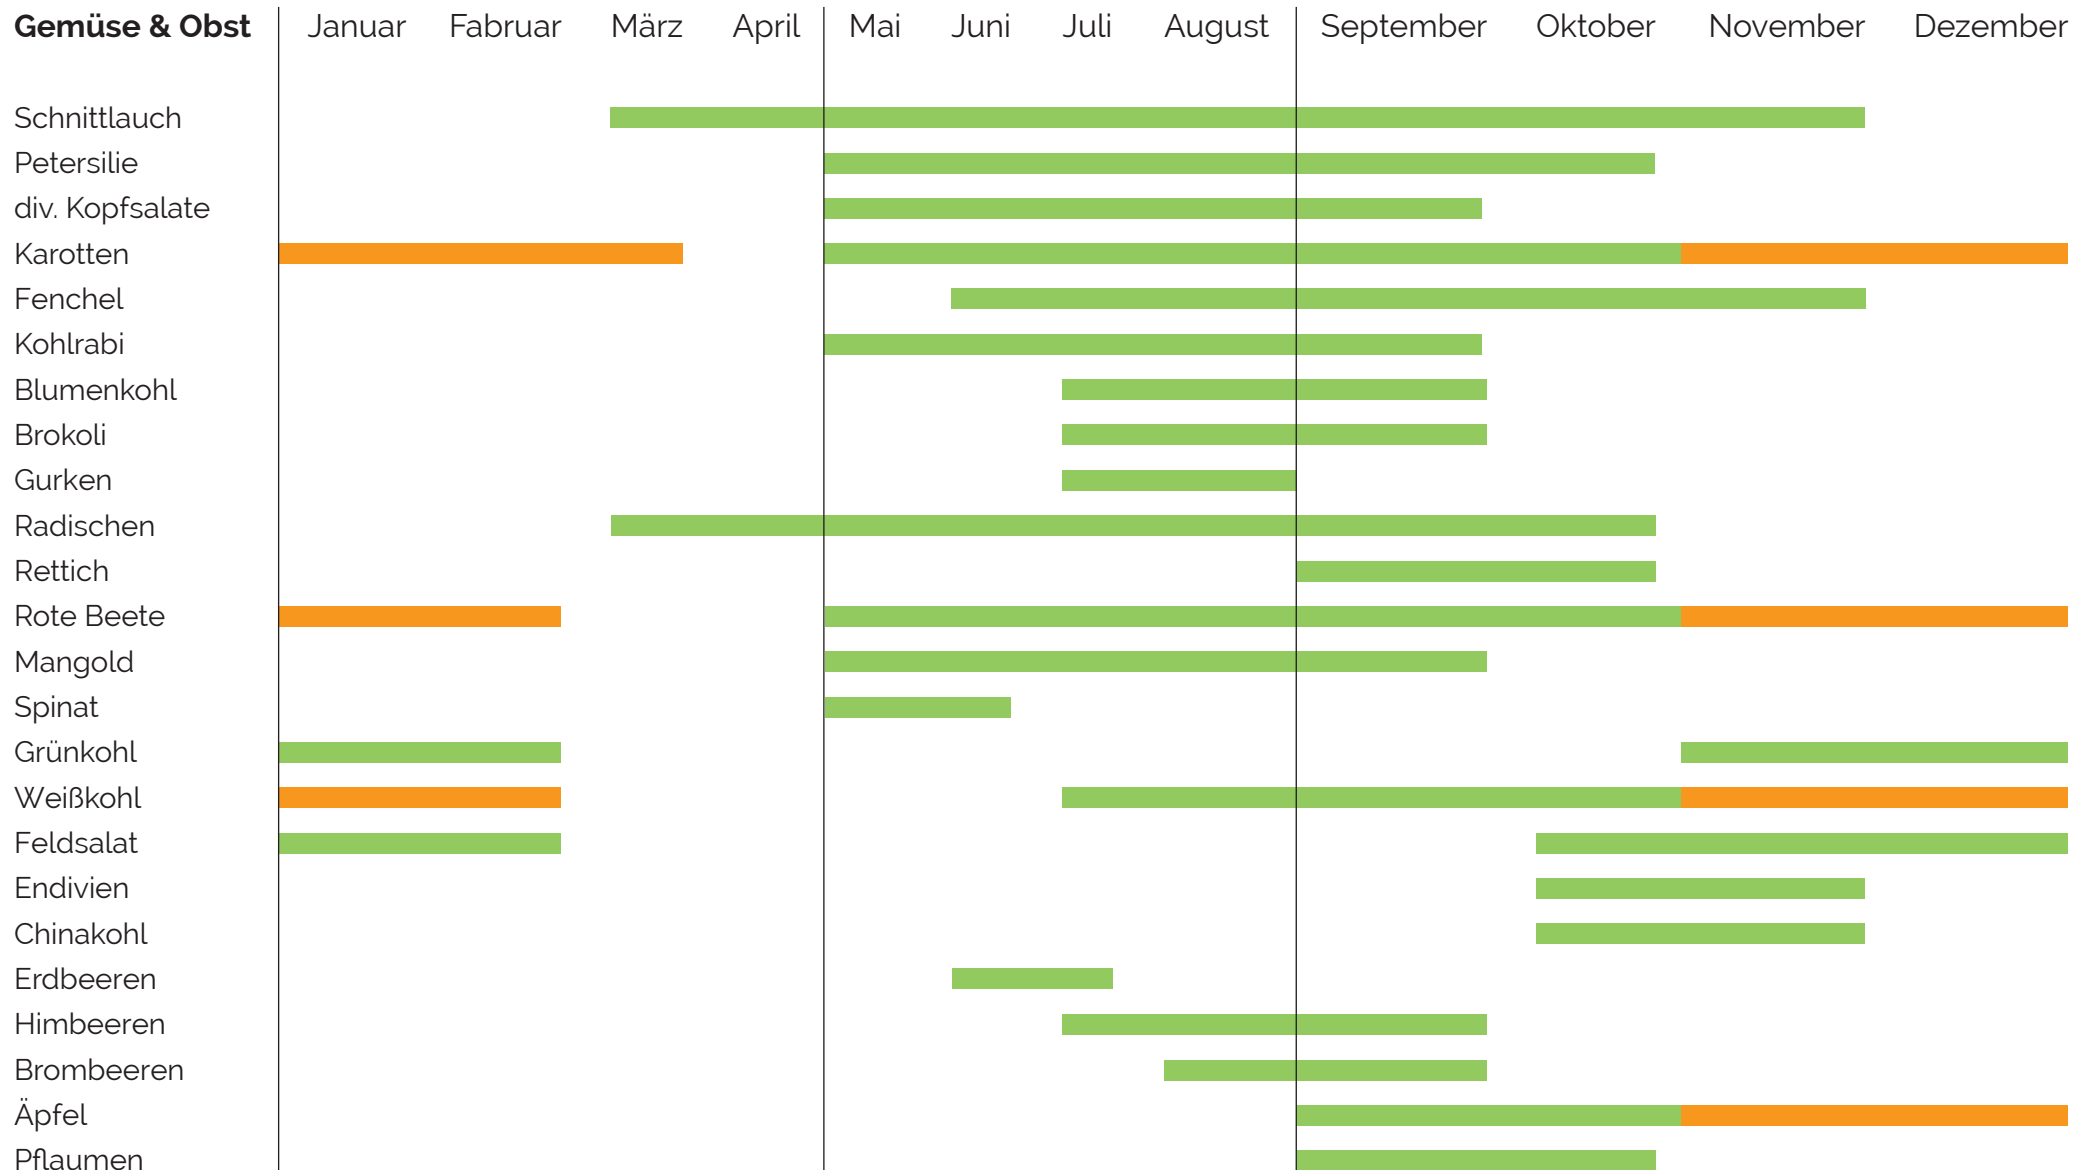 Gemüse & Obst Januar Fabruar März April Mai Juni Juli August September Oktober November Dezember
Schnittlauch
Petersilie
div. Kopfsalate
Karotten
Fenchel
Kohlrabi
Blumenkohl
Brokoli
Gurken
Radischen
Rettich
Rote Beete
Mangold
Spinat
Grünkohl
Weißkohl
Feldsalat
Endivien
Chinakohl
Erdbeeren
Himbeeren
Brombeeren
Äpfel
Pflaumen